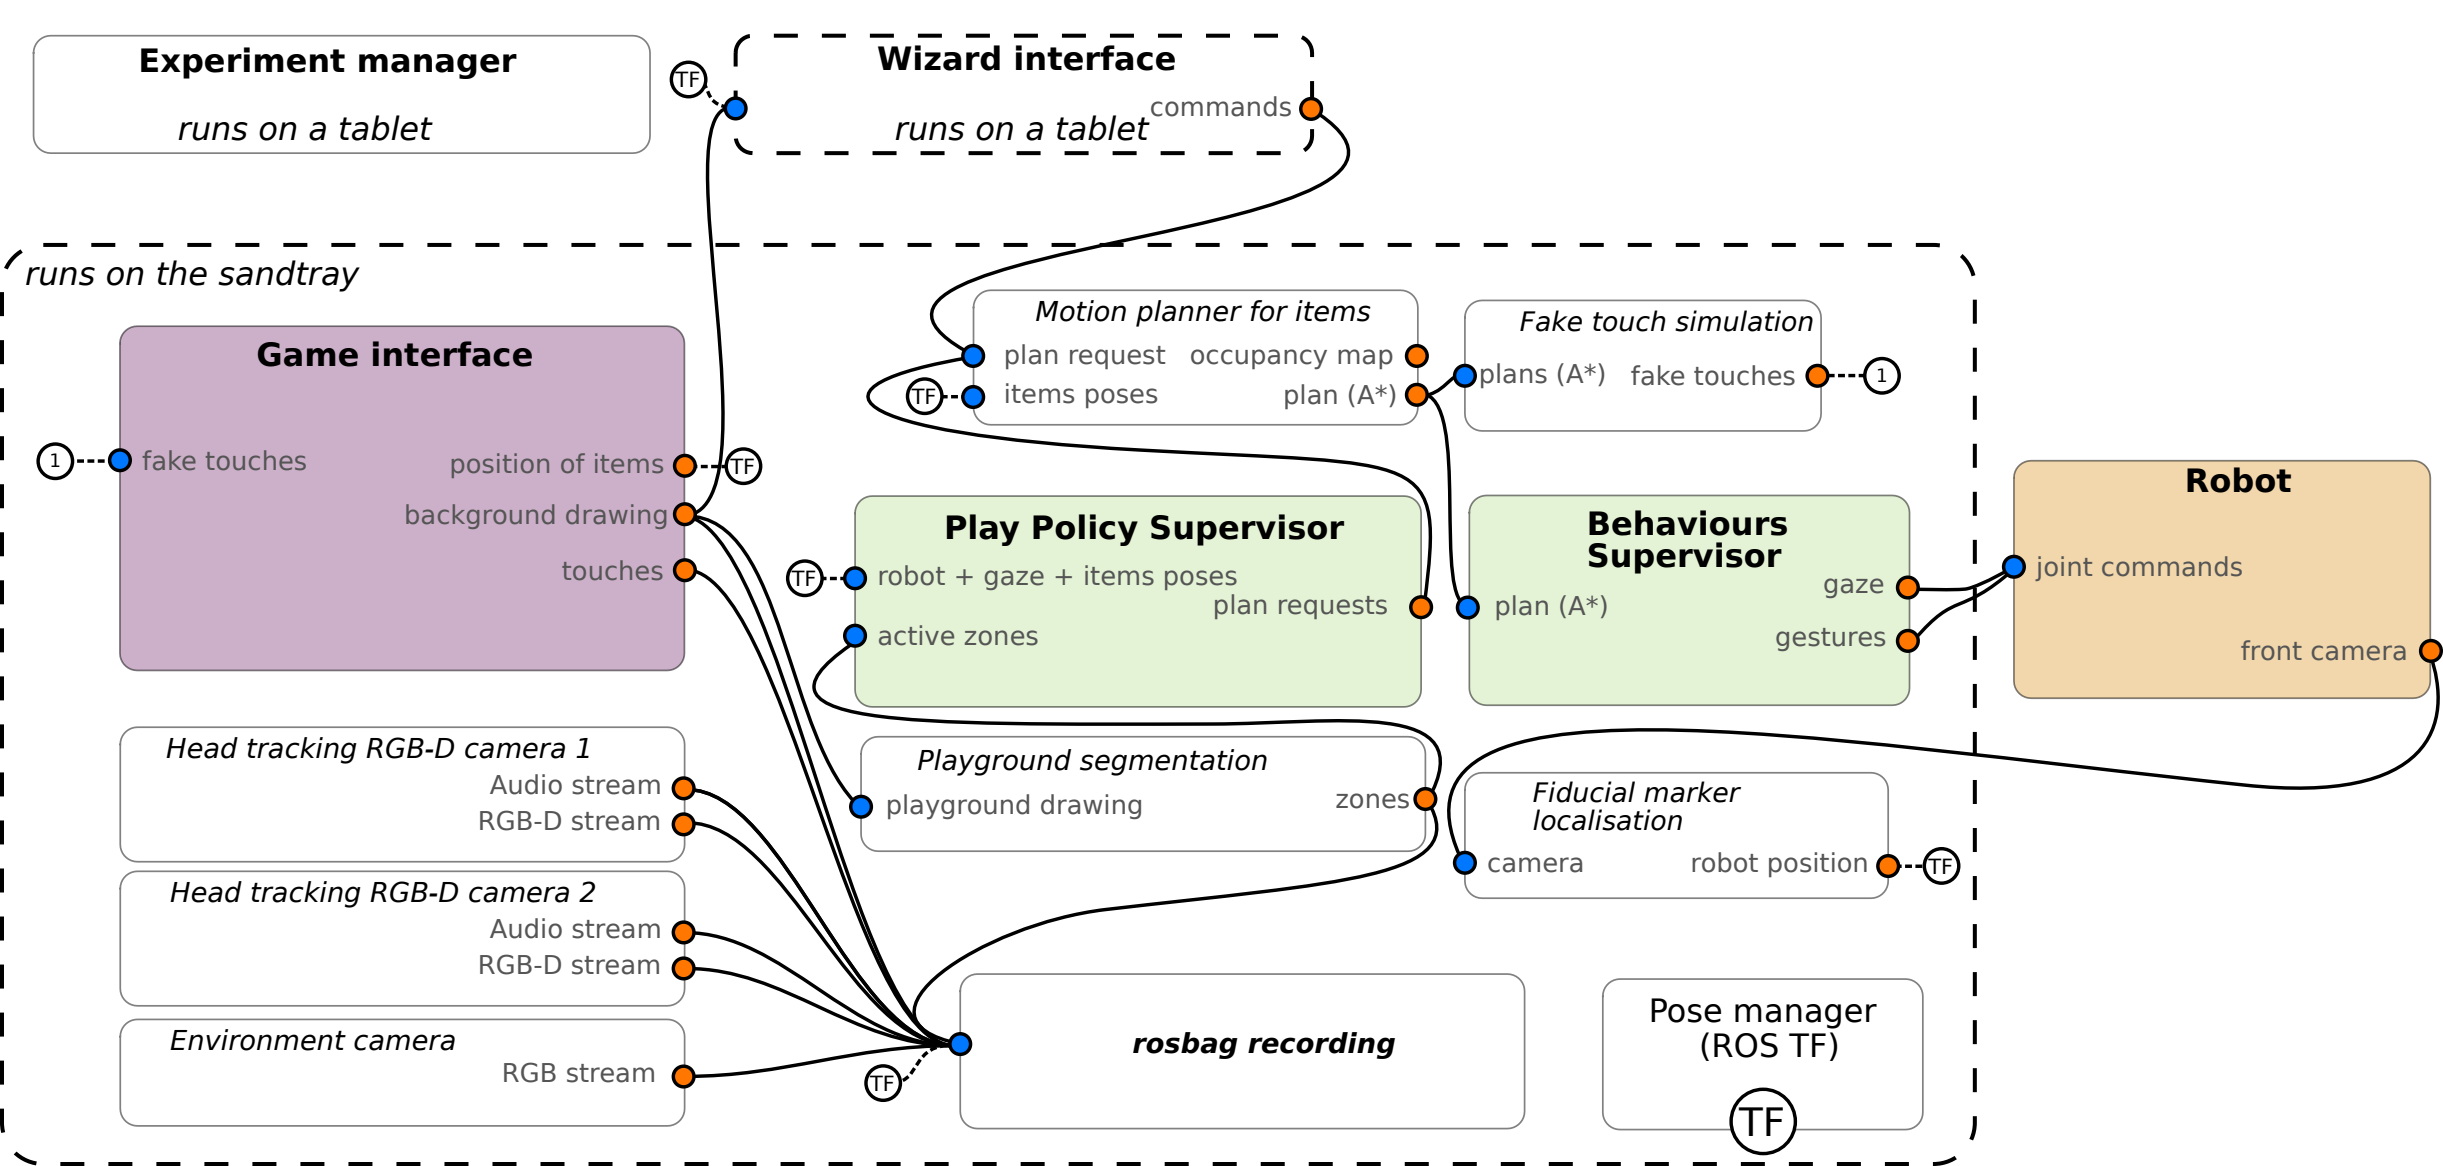 Experiment manager
runs on a tablet
TF
Wizard interface
commands
runs on a tablet
runs on the sandtray
Game interface
1
fake touches
position of items
TF
background drawing
touches
Motion planner for items
plan request
occupancy map
TF
items poses
plan (A*)
Fake touch simulation
plans (A*)
fake touches
1
Play Policy Supervisor
TF
robot + gaze + items poses
plan requests
active zones
Behaviours
Supervisor
gaze
plan (A*)
gestures
Robot
joint commands
front camera
Head tracking RGB-D camera 1
Audio stream
RGB-D stream
Playground segmentation
playground drawing
zones
Fiducial marker
localisation
camera
robot position
TF
Head tracking RGB-D camera 2
Audio stream
RGB-D stream
Environment camera
RGB stream
TF
rosbag recording
Pose manager
(ROS TF)
TF